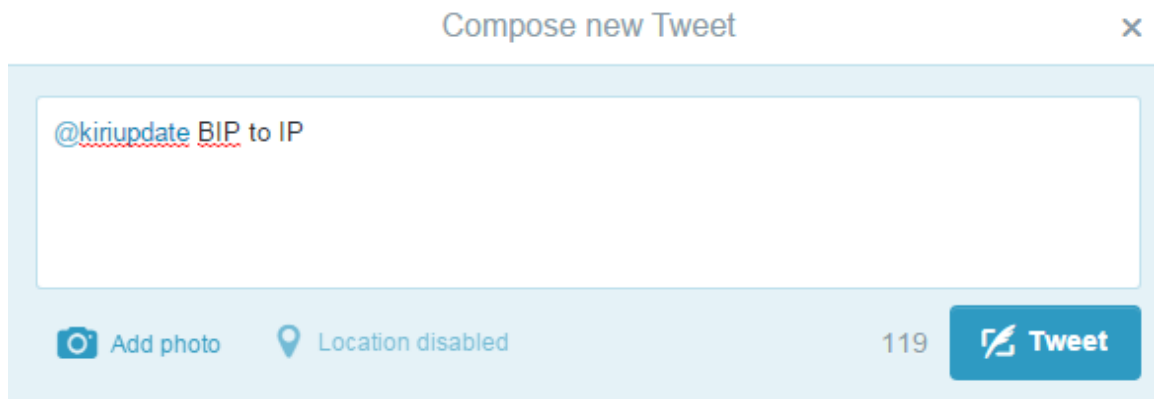 Compose new Tweet ×
@kiriupdate BIP to IP
Add photo Location disabled 119 Tweet